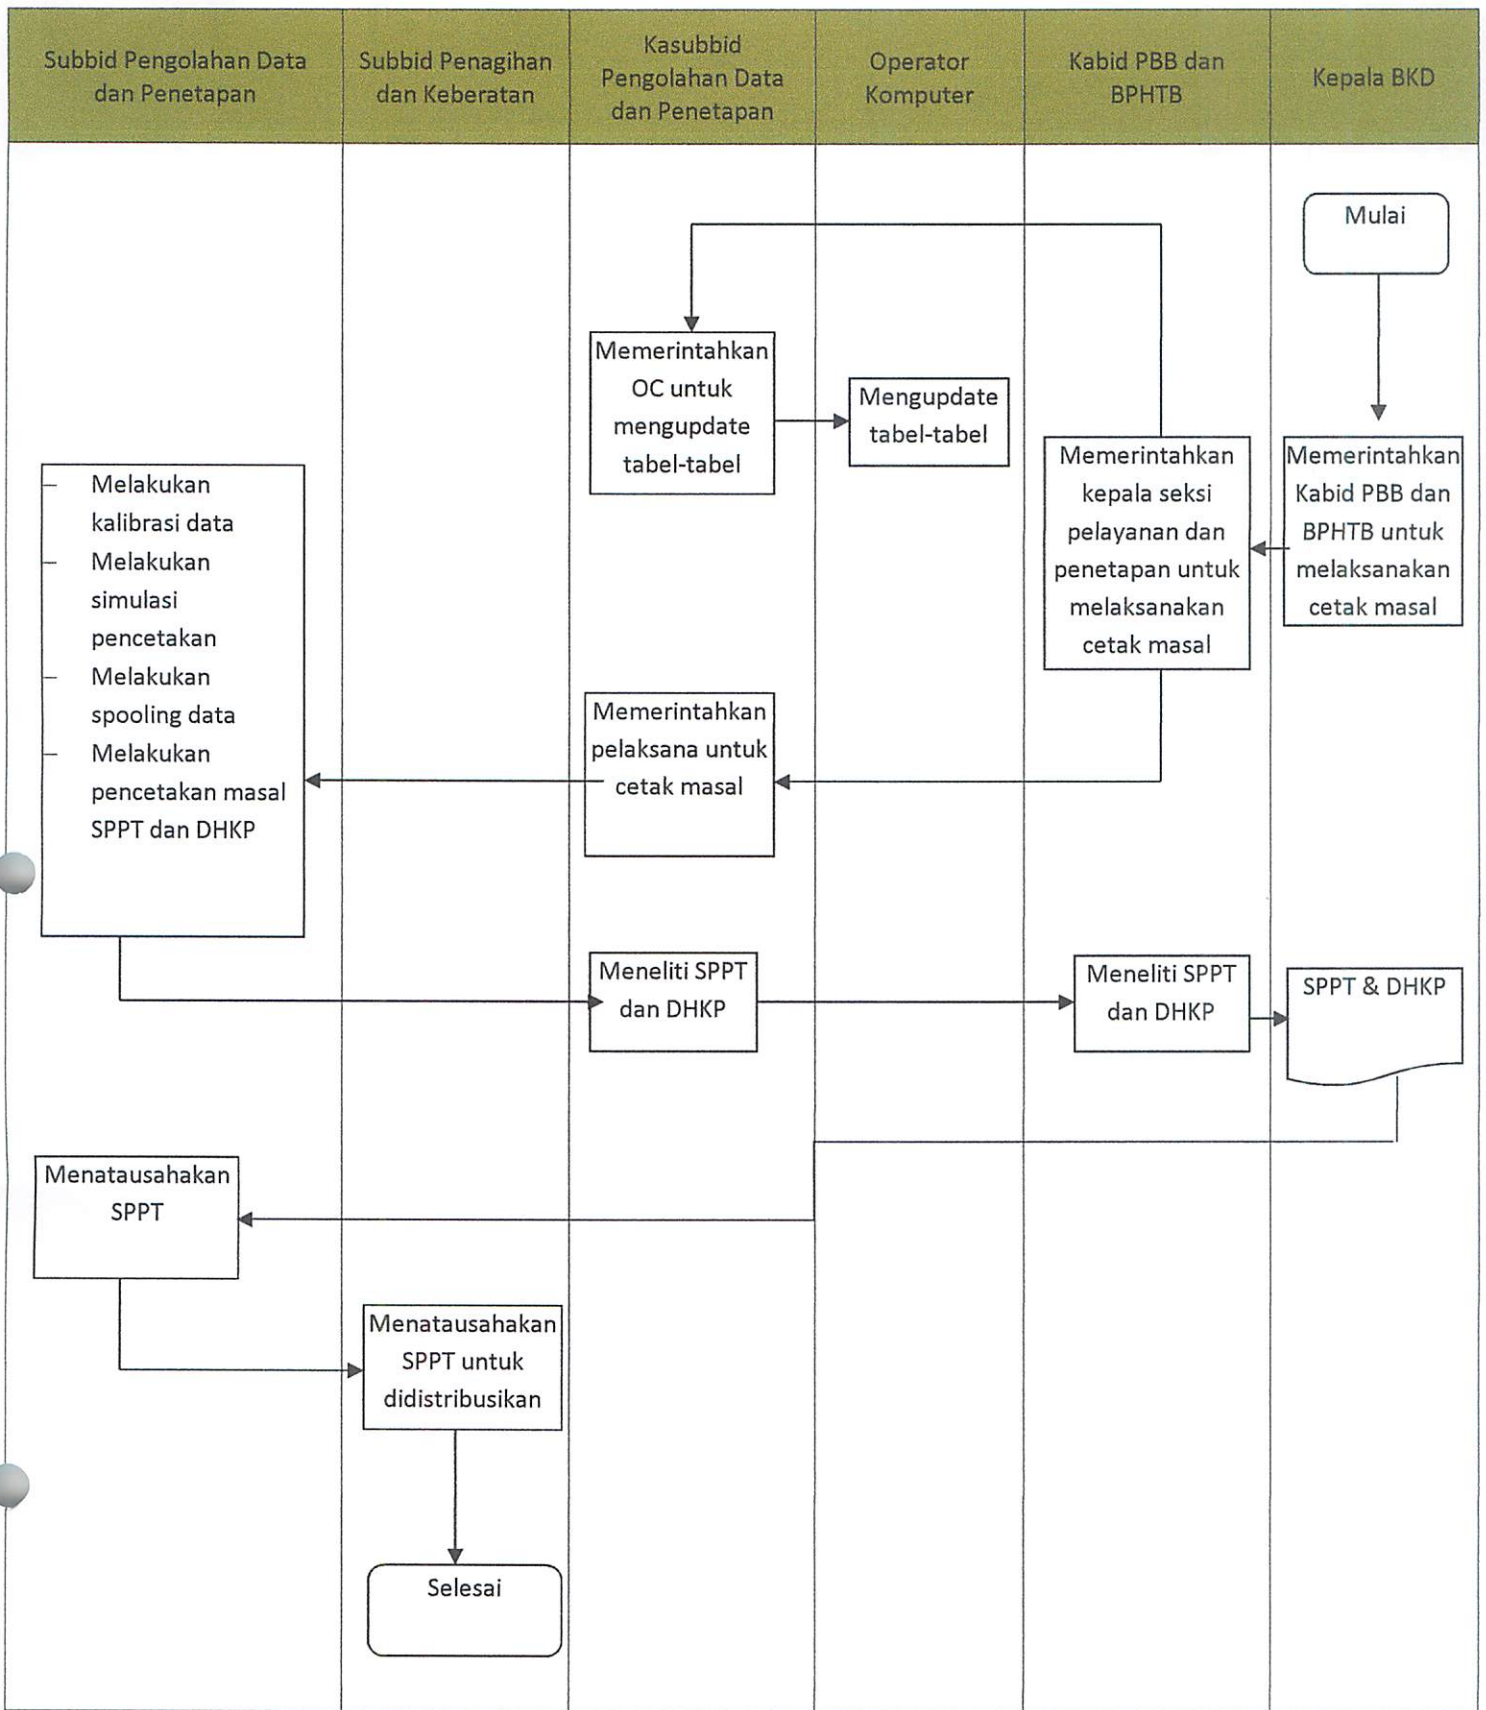 Subbid Pengolahan Data
dan Penetapan
Subbid Penagihan
dan Keberatan
Kasubbid
Pengolahan Data
dan Penetapan
Operator
Komputer
Kabid PBB dan
BPHTB
Kepala BKD
Mulai
Memerintahkan
Kabid PBB dan
BPHTB untuk
melaksanakan
cetak masal
Memerintahkan
kepala seksi
pelayanan dan
penetapan untuk
melaksanakan
cetak masal
Memerintahkan
OC untuk
mengupdate
tabel-tabel
Mengupdate
tabel-tabel
Memerintahkan
pelaksana untuk
cetak masal
– Melakukan
kalibrasi data
– Melakukan
simulasi
pencetakan
– Melakukan
spooling data
– Melakukan
pencetakan masal
SPPT dan DHKP
Meneliti SPPT
dan DHKP
Meneliti SPPT
dan DHKP
SPPT & DHKP
Menatausahakan
SPPT
Menatausahakan
SPPT untuk
didistribusikan
Selesai